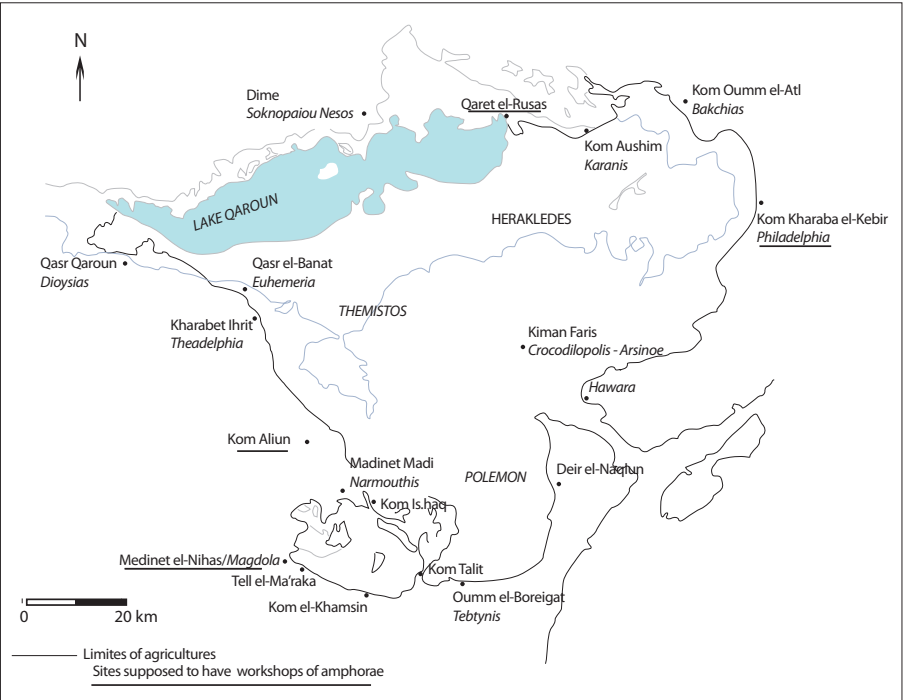 N
Dime
Soknopaiou Nesos
Qaret el-Rusas
Kom Oumm el-Atl
Bakchias
Kom Aushim
Karanis
LAKE QAROUN
HERAKLEDES
Kom Kharaba el-Kebir
Philadelphia
Qasr Qaroun
Dioysias
Qasr el-Banat
Euhemeria
THEMISTOS
Kharabet Ihrit
Theadelphia
Kiman Faris
Crocodilopolis - Arsinoe
Hawara
Kom Aliun
Madinet Madi
Narmouthis
POLEMON
Deir el-Naqlun
Kom Is.haq
Medinet el-Nihas/Magdola
Tell el-Ma'raka
Kom Talit
Kom el-Khamsin
Oumm el-Boreigat
Tebtynis
0 20 km
Limites of agricultures
Sites supposed to have workshops of amphorae